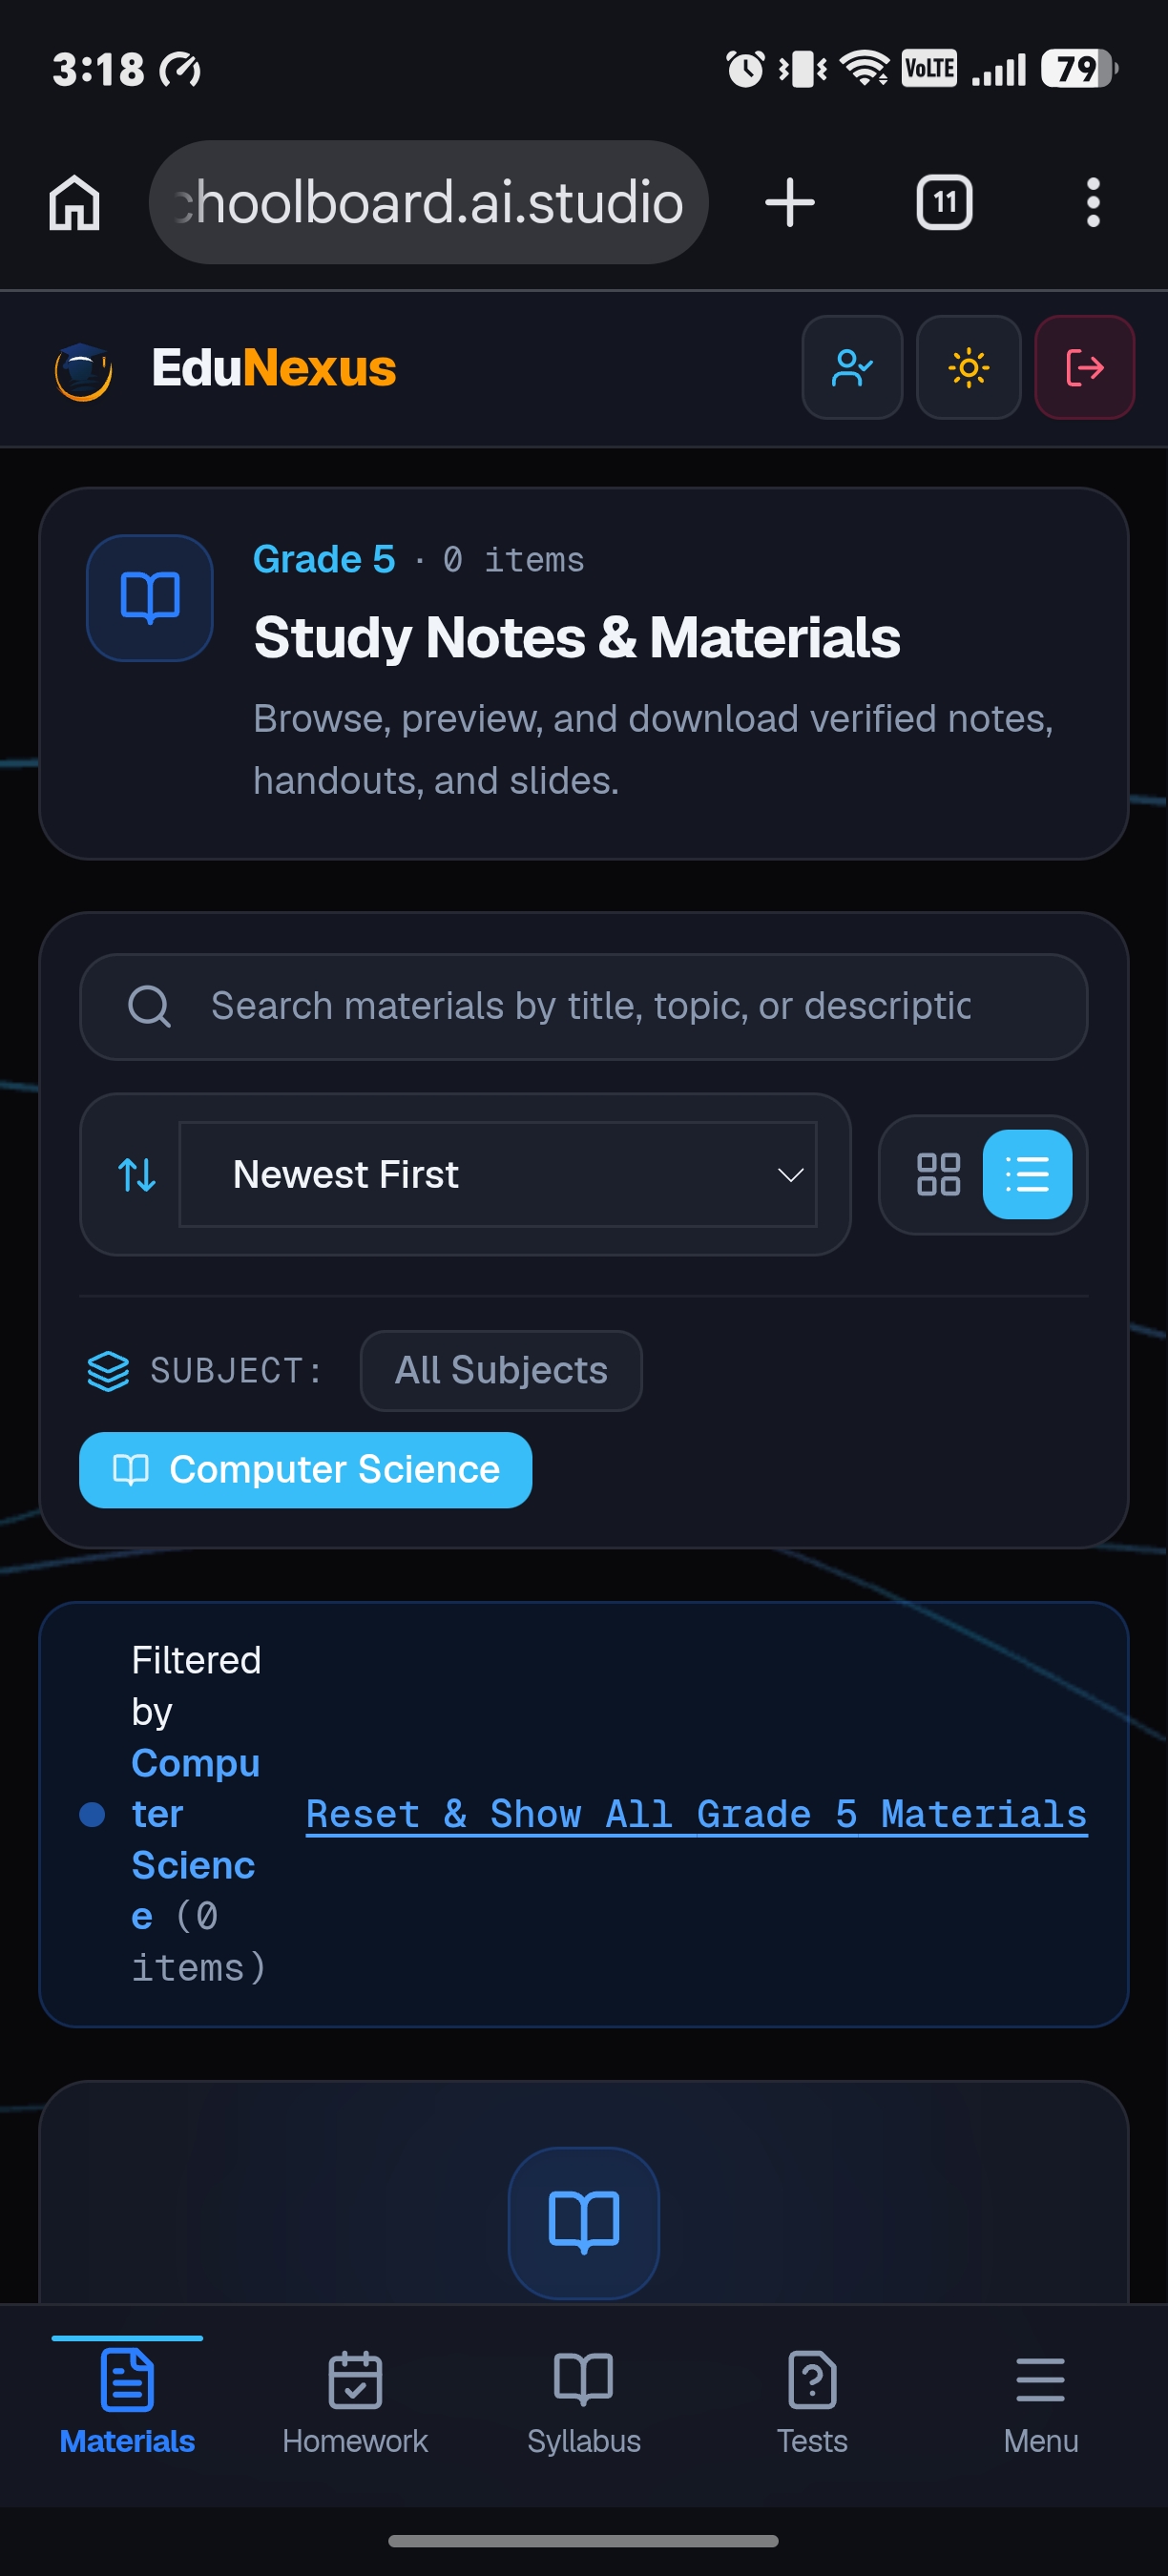 3:18
VoLTE
79
choolboard.ai.studio
11
EduNexus
Grade 5 · 0 items
Study Notes & Materials
Browse, preview, and download verified notes,
handouts, and slides.
Search materials by title, topic, or descriptic
Newest First
SUBJECT:
All Subjects
Computer Science
Filtered
by
Compu
ter
Scienc
e (0
items)
Reset & Show All Grade 5 Materials
Materials
Homework
Syllabus
Tests
Menu